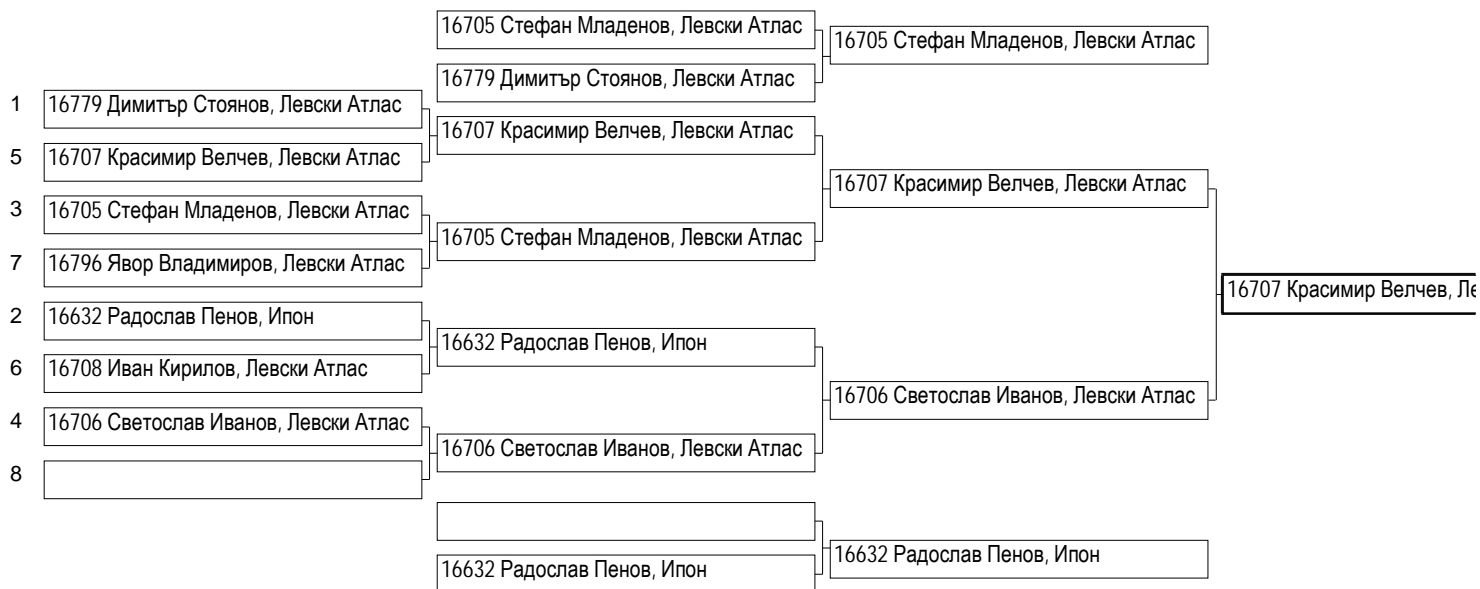 16705 Стефан Младенов, Левски Атлас
16705 Стефан Младенов, Левски Атлас
16779 Димитър Стоянов, Левски Атлас
1 16779 Димитър Стоянов, Левски Атлас
16707 Красимир Велчев, Левски Атлас
5 16707 Красимир Велчев, Левски Атлас
16707 Красимир Велчев, Левски Атлас
3 16705 Стефан Младенов, Левски Атлас
16705 Стефан Младенов, Левски Атлас
7 16796 Явор Владимиров, Левски Атлас
16707 Красимир Велчев, Ле
2 16632 Радослав Пенов, Ипон
16632 Радослав Пенов, Ипон
6 16708 Иван Кирилов, Левски Атлас
16706 Светослав Иванов, Левски Атлас
4 16706 Светослав Иванов, Левски Атлас
16706 Светослав Иванов, Левски Атлас
8
16632 Радослав Пенов, Ипон
16632 Радослав Пенов, Ипон